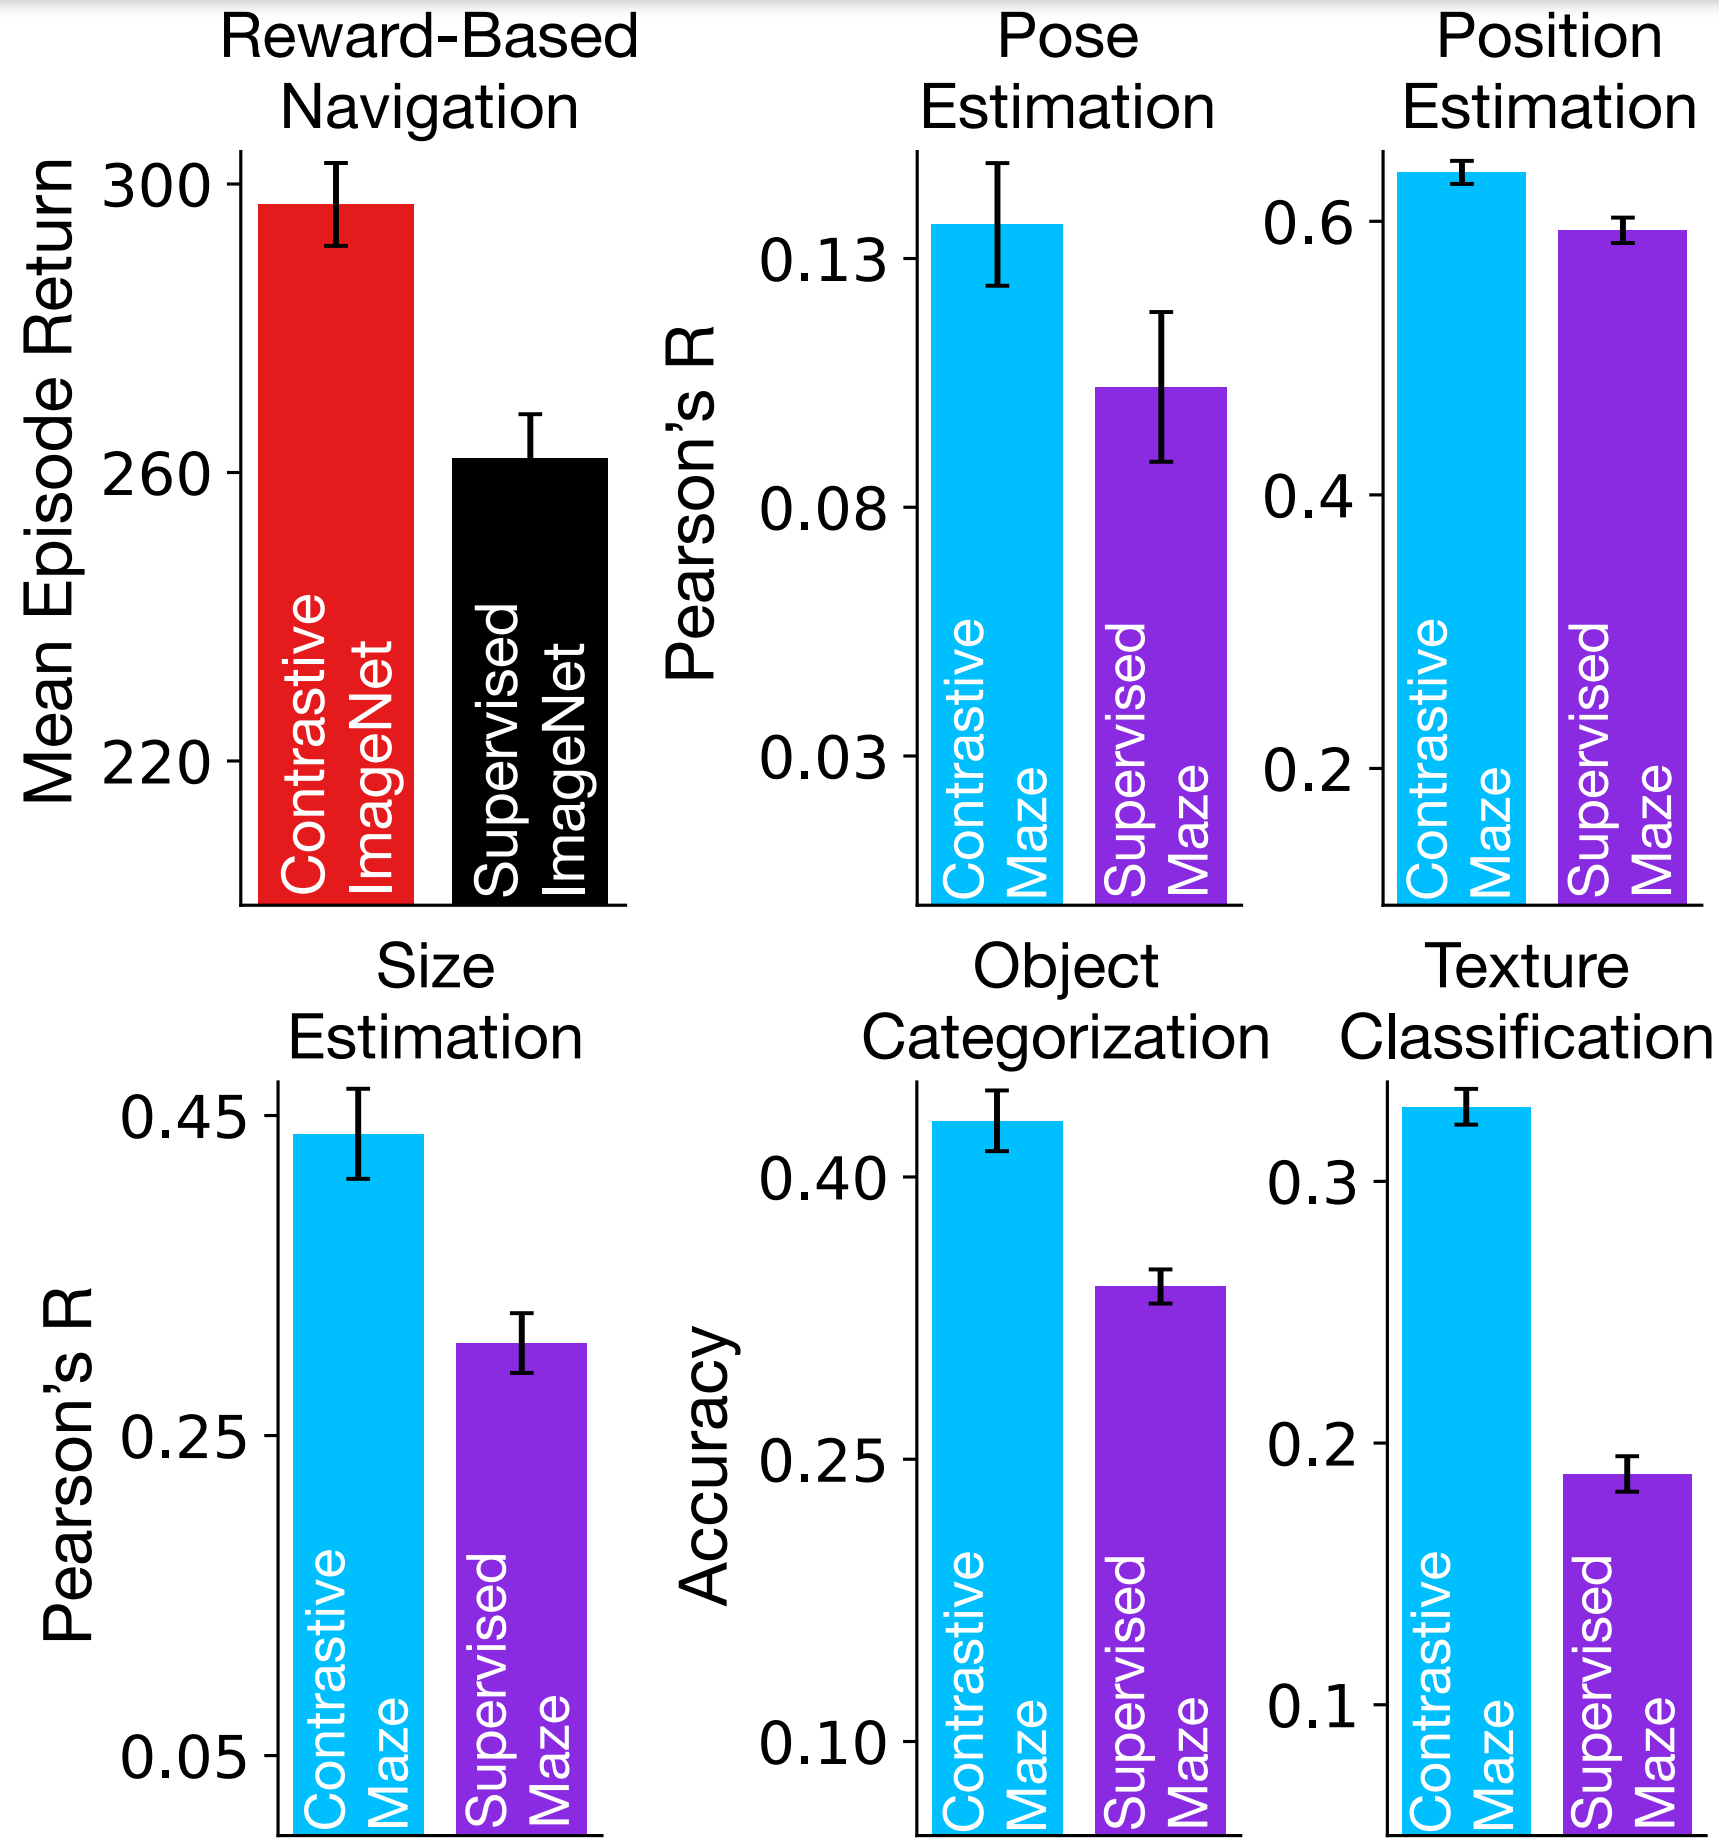 Reward-Based
Navigation
Mean Episode Return
300
260
220
Contrastive
ImageNet
Supervised
ImageNet
Pose
Estimation
Pearson’s R
0.13
0.08
0.03
Contrastive
Maze
Supervised
Maze
Position
Estimation
0.6
0.4
0.2
Contrastive
Maze
Supervised
Maze
Size
Estimation
Pearson’s R
0.45
0.25
0.05
Contrastive
Maze
Supervised
Maze
Object
Categorization
Accuracy
0.40
0.25
0.10
Contrastive
Maze
Supervised
Maze
Texture
Classification
0.3
0.2
0.1
Contrastive
Maze
Supervised
Maze